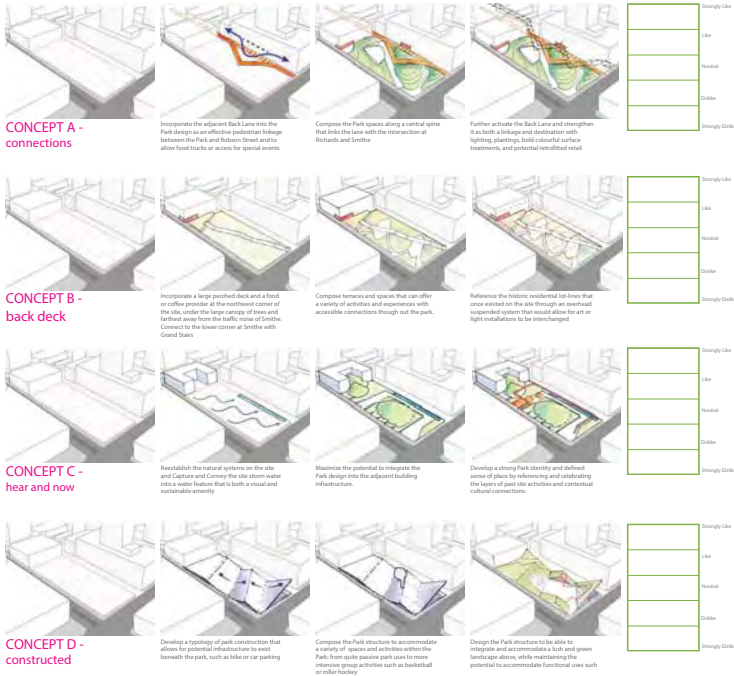 CONCEPT A -
connections
Incorporate the adjacent Back Lane into the
Park design as an effective pedestrian linkage
between the Park and Robson Street and to
allow food trucks or access for special events
Compose the Park spaces along a central spine
that links the lane with the intersection at
Richards and Smithe
Further activate the Back Lane and strengthen
it as both a linkage and destination with
lighting, plantings, bold colourful surface
treatments, and potential retrofitted retail
Strongly Like
Like
Neutral
Dislike
Strongly Dislik
CONCEPT B -
back deck
Incorporate a large perched deck and a food
or coffee provider at the northwest corner of
the site, under the large canopy of trees and
farthest away from the traffic noise of Smithe.
Connect to the lower corner at Smithe with
Grand Stairs
Compose terraces and spaces that can offer
a variety of activities and experiences with
accessible connections though out the park.
Reference the historic residential lot-lines that
once existed on the site through an overhead
suspended system that would allow for art or
light installations to be interchanged
Strongly Like
Like
Neutral
Dislike
Strongly Dislik
CONCEPT C -
hear and now
Reestablish the natural systems on the site
and Capture and Convey the site storm water
into a water feature that is both a visual and
sustainable amenity
Maximize the potential to integrate the
Park design into the adjacent building
infrastructure.
Develop a strong Park identity and defined
sense of place by referencing and celebrating
the layers of past site activities and contextual
cultural connections.
Strongly Like
Like
Neutral
Dislike
Strongly Dislik
CONCEPT D -
constructed
Develop a typology of park construction that
allows for potential infrastructure to exist
beneath the park, such as bike or car parking
Compose the Park structure to accommodate
a variety of spaces and activities within the
Park: from quite passive park uses to more
intensive group activities such as basketball
or roller hockey
Design the Park structure to be able to
integrate and accommodate a lush and green
landscape above, while maintaining the
potential to accommodate functional uses such
Strongly Like
Like
Neutral
Dislike
Strongly Dislik